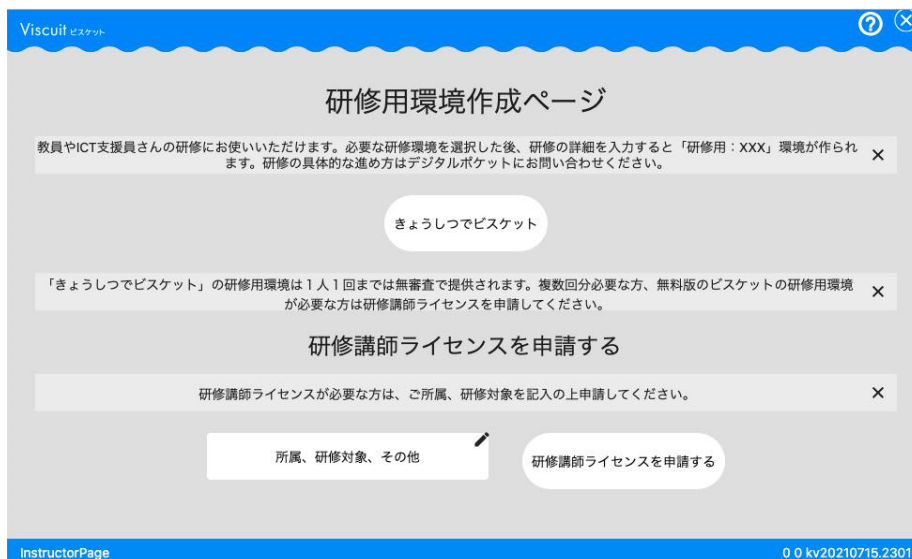 Viscuit ビスケット
研修用環境作成ページ
教員やICT支援員さんの研修にお使いいただけます。必要な研修環境を選択した後、研修の詳細を入力すると「研修用：XXX」環境が作られ
ます。研修の具体的な進め方はデジタルポケットにお問い合わせください。
きょうしつでビスケット
「きょうしつでビスケット」の研修用環境は１人１回までは無審査で提供されます。複数回分必要な方、無料版のビスケットの研修用環境
が必要な方は研修講師ライセンスを申請してください。
研修講師ライセンスを申請する
研修講師ライセンスが必要な方は、ご所属、研修対象を記入の上申請してください。
所属、研修対象、その他
研修講師ライセンスを申請する
InstructorPage
0 0 kv20210715.2301